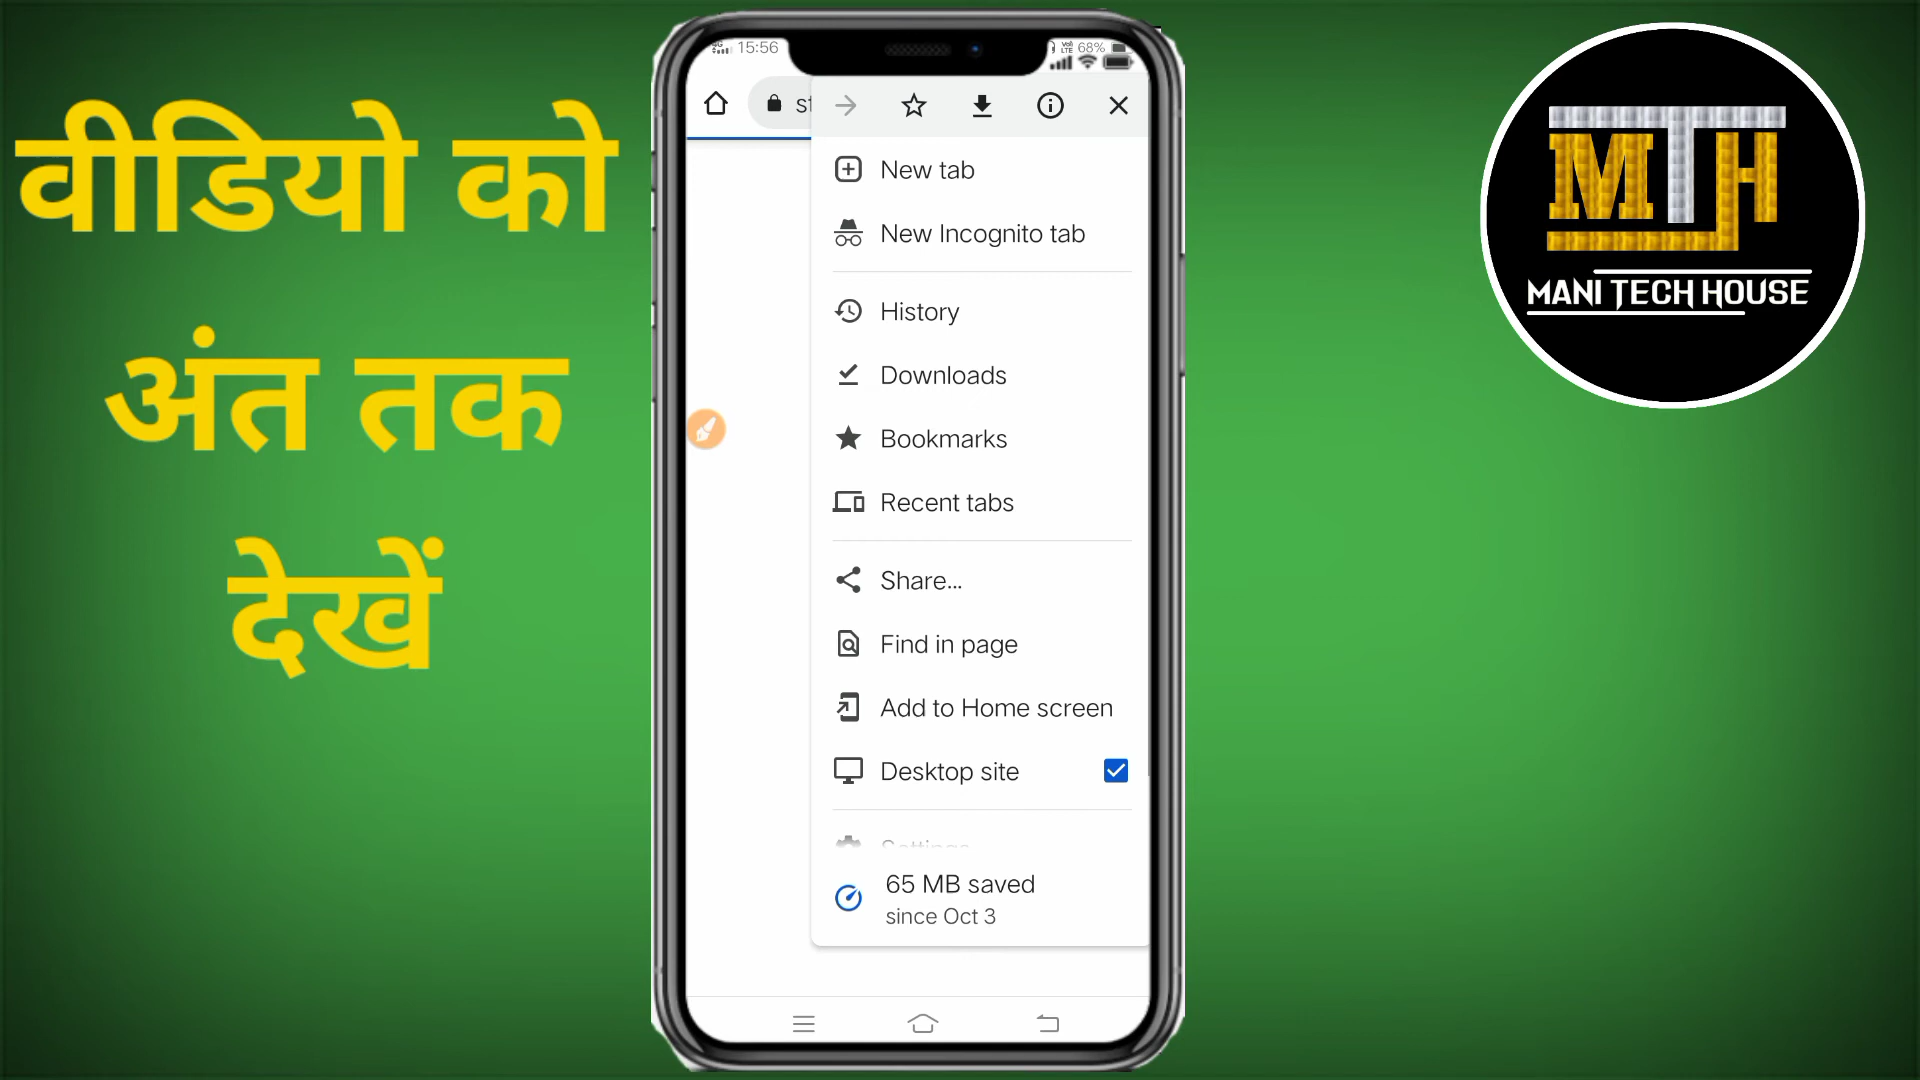 वीडियो को
अंत तक
देखें
15:56
68%
New tab
New Incognito tab
History
Downloads
Bookmarks
Recent tabs
Share...
Find in page
Add to Home screen
Desktop site
Settings
65 MB saved
since Oct 3
MTH
MANI TECH HOUSE